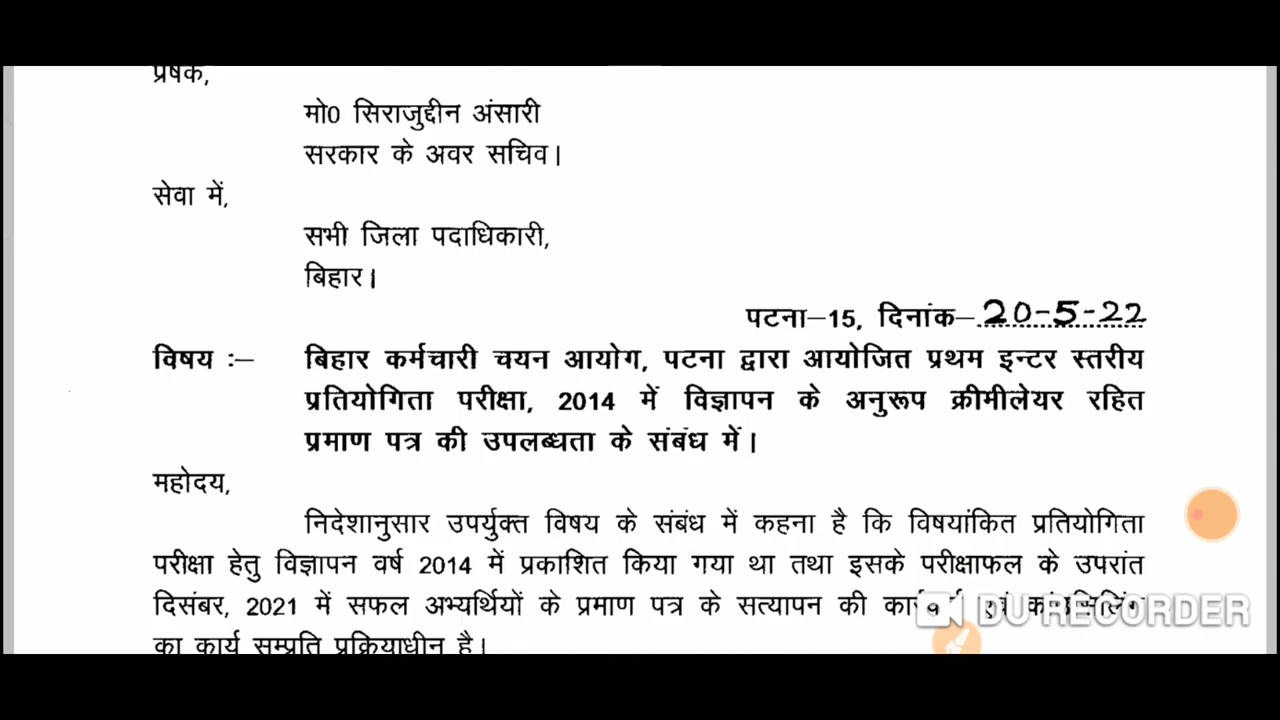 प्रेषक,
मो0 सिराजुद्दीन अंसारी
सरकार के अवर सचिव।
सेवा में,
सभी जिला पदाधिकारी,
बिहार।
पटना–15, दिनांक–20-5-22
विषय :– बिहार कर्मचारी चयन आयोग, पटना द्वारा आयोजित प्रथम इन्टर स्तरीय
प्रतियोगिता परीक्षा, 2014 में विज्ञापन के अनुरूप क्रीमीलेयर रहित
प्रमाण पत्र की उपलब्धता के संबंध में।
महोदय,
निदेशानुसार उपर्युक्त विषय के संबंध में कहना है कि विषयांकित प्रतियोगिता
परीक्षा हेतु विज्ञापन वर्ष 2014 में प्रकाशित किया गया था तथा इसके परीक्षाफल के उपरांत
दिसंबर, 2021 में सफल अभ्यर्थियों के प्रमाण पत्र के सत्यापन की एवं
का कार्य सम्प्रति प्रक्रियाधीन है।
DU RECORDER